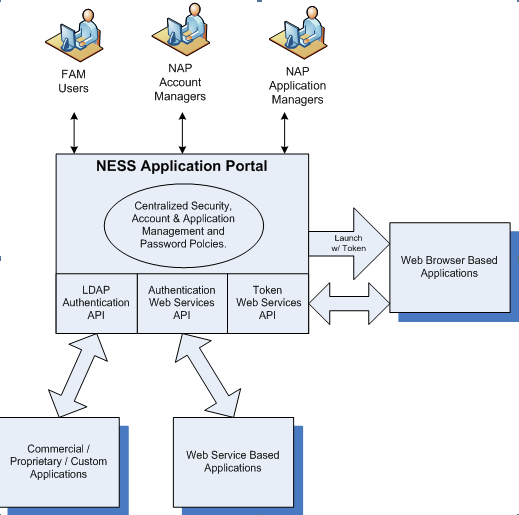 FAM
Users
NAP
Account
Managers
NAP
Application
Managers
NESS Application Portal
Centralized Security,
Account & Application
Management and
Password Polcies.
Launch
w/ Token
Web Browser Based
Applications
LDAP
Authentication
API
Authentication
Web Services
API
Token
Web Services
API
Commercial /
Proprietary / Custom
Applications
Web Service Based
Applications